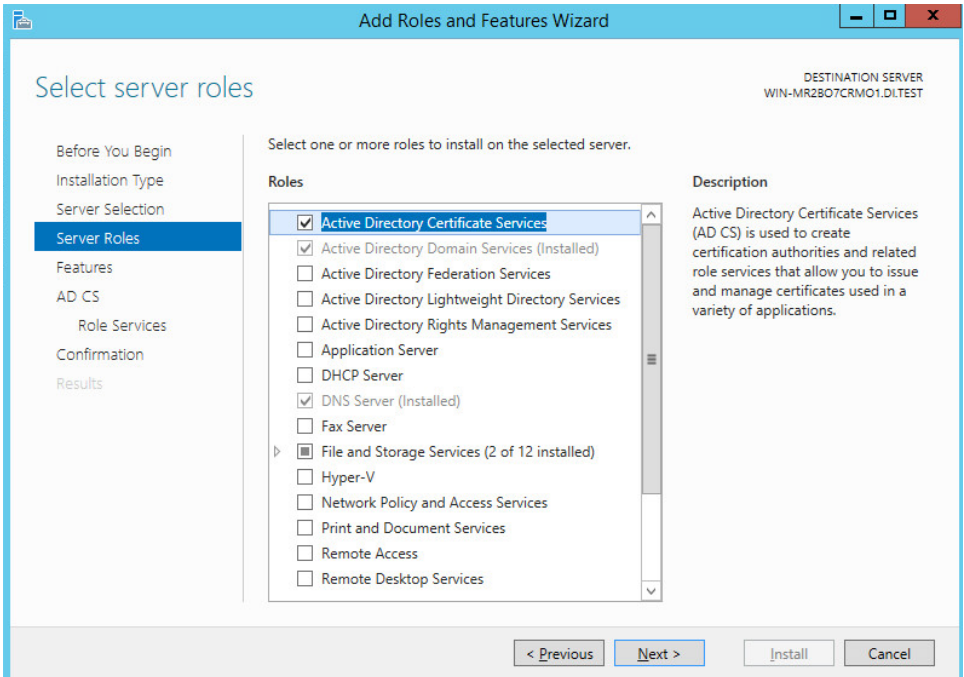 Add Roles and Features Wizard
Select server roles
DESTINATION SERVER
WIN-MR2BO7CRMO1.DI.TEST
Before You Begin
Installation Type
Server Selection
Server Roles
Features
AD CS
Role Services
Confirmation
Results
Select one or more roles to install on the selected server.
Roles
Active Directory Certificate Services
Active Directory Domain Services (Installed)
Active Directory Federation Services
Active Directory Lightweight Directory Services
Active Directory Rights Management Services
Application Server
DHCP Server
DNS Server (Installed)
Fax Server
File and Storage Services (2 of 12 installed)
Hyper-V
Network Policy and Access Services
Print and Document Services
Remote Access
Remote Desktop Services
Description
Active Directory Certificate Services
(AD CS) is used to create
certification authorities and related
role services that allow you to issue
and manage certificates used in a
variety of applications.
< Previous
Next >
Install
Cancel